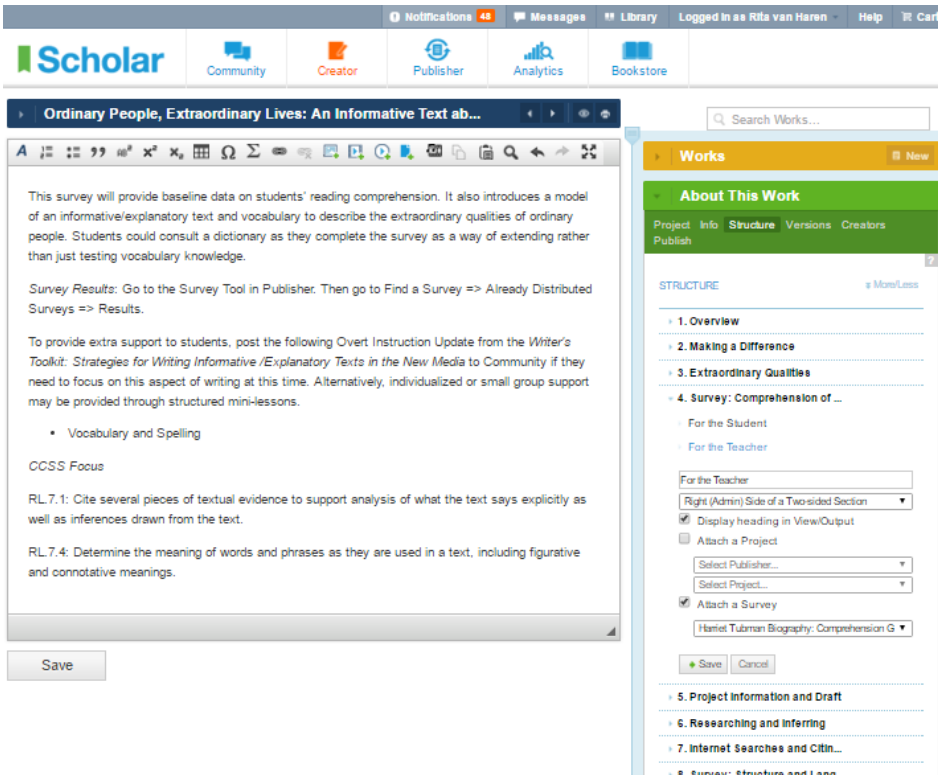 Notifications 48 Messages Library Logged in as Rita van Haren Help Cart
Scholar
Community Creator Publisher Analytics Bookstore
Ordinary People, Extraordinary Lives: An Informative Text ab...
Search Works...
Works New
About This Work
Project Info Structure Versions Creators
Publish
?
STRUCTURE More/Less
1. Overview
2. Making a Difference
3. Extraordinary Qualities
4. Survey: Comprehension of ...
For the Student
For the Teacher
For the Teacher
Right (Admin) Side of a Two-sided Section
Display heading in View/Output
Attach a Project
Select Publisher...
Select Project...
Attach a Survey
Harriet Tubman Biography: Comprehension G
Save Cancel
5. Project Information and Draft
6. Researching and Inferring
7. Internet Searches and Citin...
8. Survey: Structure and Lang...
This survey will provide baseline data on students' reading comprehension. It also introduces a model
of an informative/explanatory text and vocabulary to describe the extraordinary qualities of ordinary
people. Students could consult a dictionary as they complete the survey as a way of extending rather
than just testing vocabulary knowledge.
Survey Results: Go to the Survey Tool in Publisher. Then go to Find a Survey => Already Distributed
Surveys => Results.
To provide extra support to students, post the following Overt Instruction Update from the Writer's
Toolkit: Strategies for Writing Informative /Explanatory Texts in the New Media to Community if they
need to focus on this aspect of writing at this time. Alternatively, individualized or small group support
may be provided through structured mini-lessons.
• Vocabulary and Spelling
CCSS Focus
RL.7.1: Cite several pieces of textual evidence to support analysis of what the text says explicitly as
well as inferences drawn from the text.
RL.7.4: Determine the meaning of words and phrases as they are used in a text, including figurative
and connotative meanings.
Save